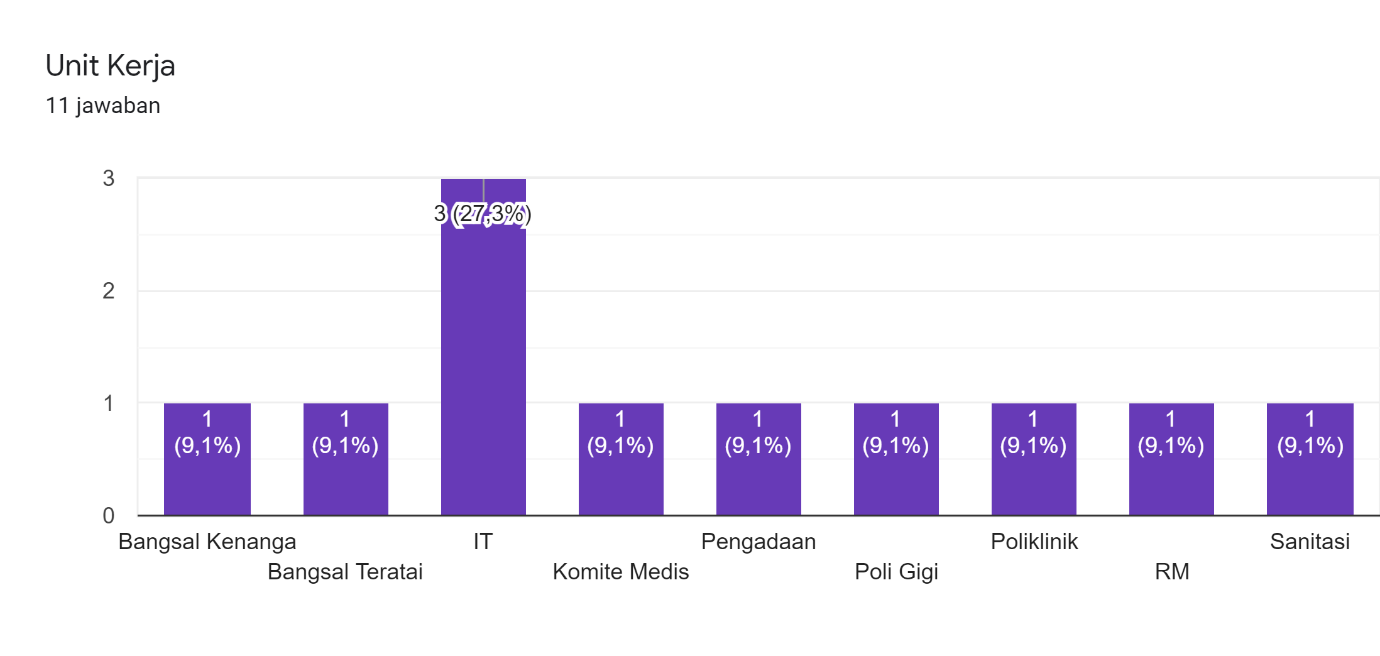 Unit Kerja
11 jawaban
3
2
1
0
3 (27,3%)
1
(9,1%)
1
(9,1%)
1
(9,1%)
1
(9,1%)
1
(9,1%)
1
(9,1%)
1
(9,1%)
1
(9,1%)
Bangsal Kenanga
Bangsal Teratai
IT
Komite Medis
Pengadaan
Poli Gigi
Poliklinik
RM
Sanitasi